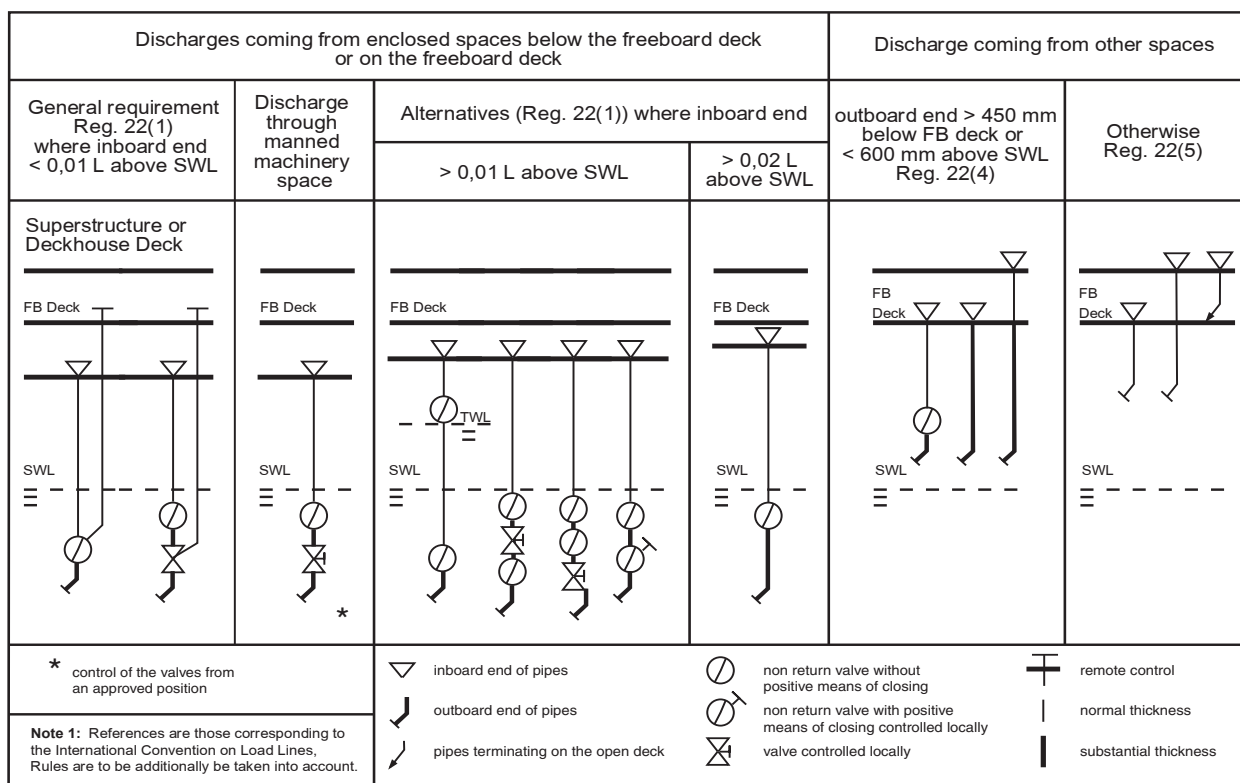 Discharges coming from enclosed spaces below the freeboard deck
or on the freeboard deck
Discharge coming from other spaces
General requirement
Reg. 22(1)
where inboard end
< 0,01 L above SWL
Discharge
through
manned
machinery
space
Alternatives (Reg. 22(1)) where inboard end
> 0,01 L above SWL
> 0,02 L
above SWL
outboard end > 450 mm
below FB deck or
< 600 mm above SWL
Reg. 22(4)
Otherwise
Reg. 22(5)
Superstructure or
Deckhouse Deck
FB Deck
SWL
FB Deck
SWL
*
FB Deck
TWL
SWL
FB Deck
SWL
FB
Deck
SWL
FB
Deck
SWL
* control of the valves from
an approved position
Note 1: References are those corresponding to
the International Convention on Load Lines,
Rules are to be additionally be taken into account.
inboard end of pipes
outboard end of pipes
pipes terminating on the open deck
non return valve without
positive means of closing
non return valve with positive
means of closing controlled locally
valve controlled locally
remote control
normal thickness
substantial thickness